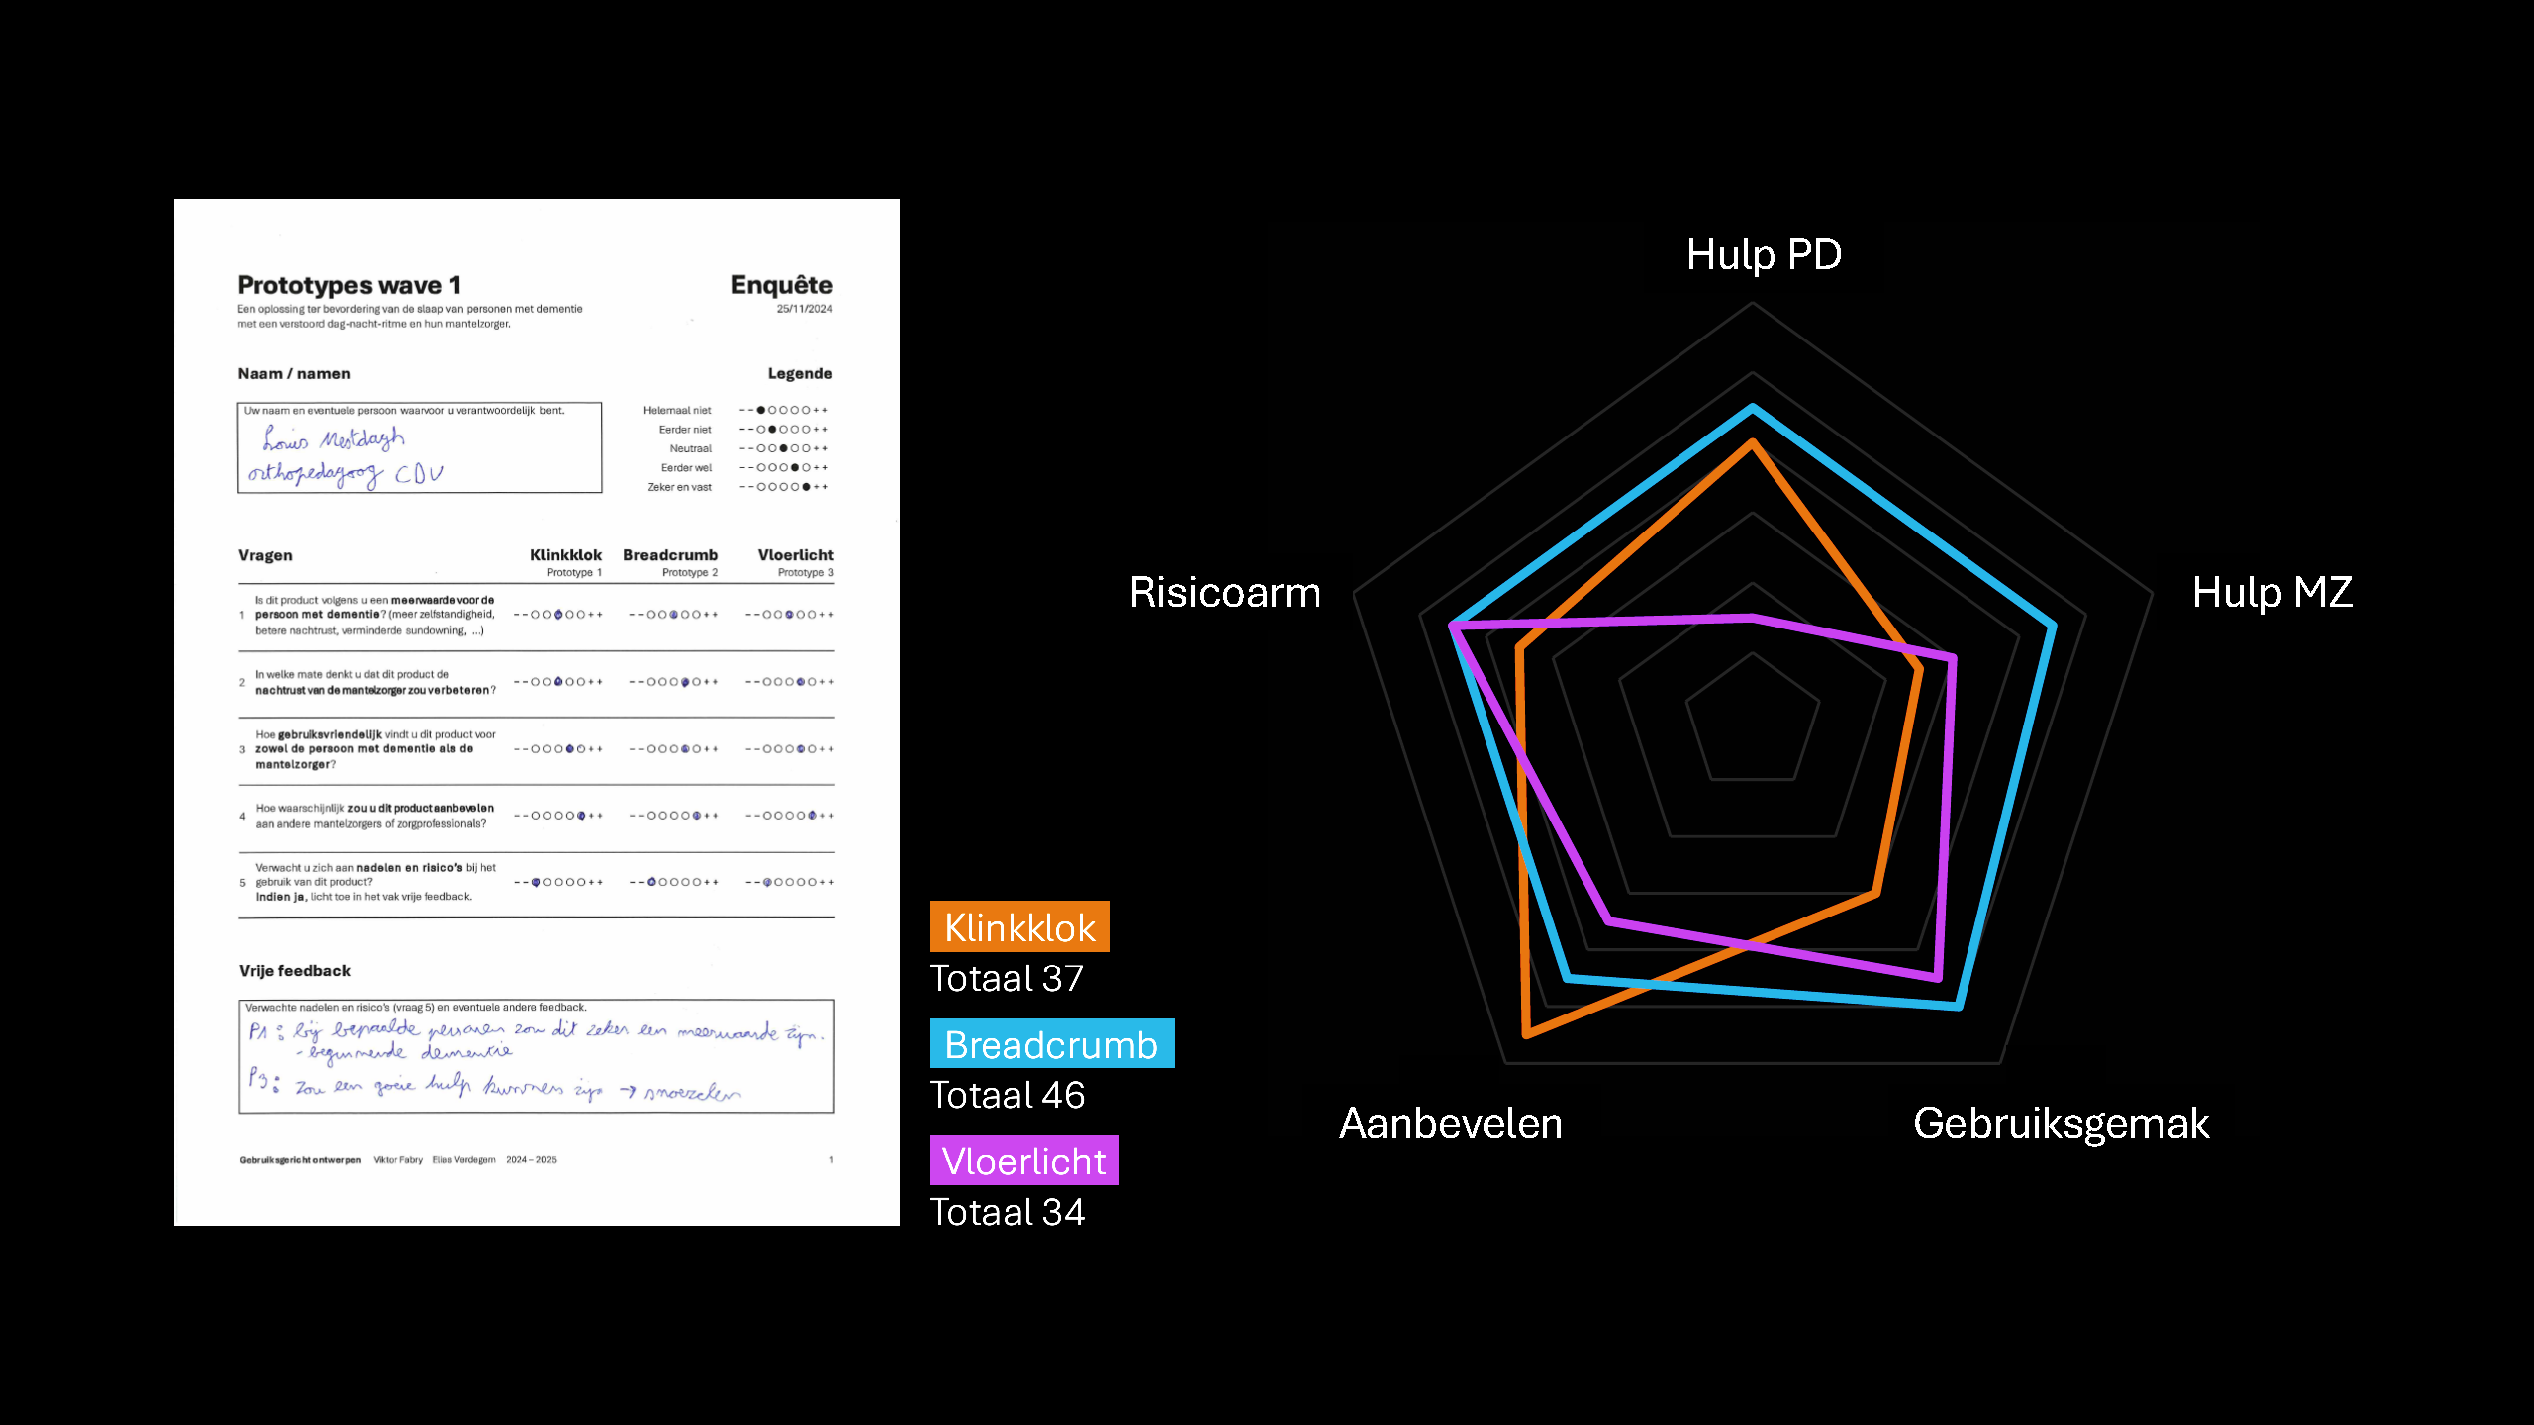 Prototypes wave 1
Enquête
Een oplossing ter bevordering van de slaap van personen met dementie
met een verstoord dag-nacht-ritme en hun mantelzorger.
25/11/2024
Naam / namen
Legende
Uw naam en eventuele persoon waarvoor u verantwoordelijk bent.
Louis Mestdagh
orthopedagoog CDV
Helemaal niet --●○○○○++
Eerder niet --○●○○○++
Neutraal --○○●○○++
Eerder wel --○○○●○++
Zeker en vast --○○○○●++
Vragen Klinkklok Breadcrumb Vloerlicht
Prototype 1 Prototype 2 Prototype 3
Is dit product volgens u een meerwaarde voor de
1 persoon met dementie? (meer zelfstandigheid, --○○●○○++ --○○●○○++ --○○●○○++
betere nachtrust, verminderde sundowning, ...)
In welke mate denkt u dat dit product de
2 nachtrust van de mantelzorger zou verbeteren? --○○●○○++ --○○○●○++ --○○○●○++
Hoe gebruiksvriendelijk vindt u dit product voor
3 zowel de persoon met dementie als de --○○○●○++ --○○○●○++ --○○○●○++
mantelzorger?
Hoe waarschijnlijk zou u dit product aanbevelen
4 aan andere mantelzorgers of zorgprofessionals? --○○○○●++ --○○○○●++ --○○○○●++
Verwacht u zich aan nadelen en risico's bij het
5 gebruik van dit product? --●○○○○++ --●○○○○++ --●○○○○++
Indien ja, licht toe in het vak vrije feedback.
Vrije feedback
Verwachte nadelen en risico's (vraag 5) en eventuele andere feedback.
P1 : bij bepaalde personen zou dit zeker een meerwaarde zijn.
- beginnende dementie
P3: zou een goeie hulp kunnen zijn →
Gebruiksgericht ontwerpen Viktor Fabry Elias Verdegem 2024 – 2025 1
Klinkklok
Totaal 37
Breadcrumb
Totaal 46
Vloerlicht
Totaal 34
Hulp PD
Risicoarm
Hulp MZ
Aanbevelen
Gebruiksgemak